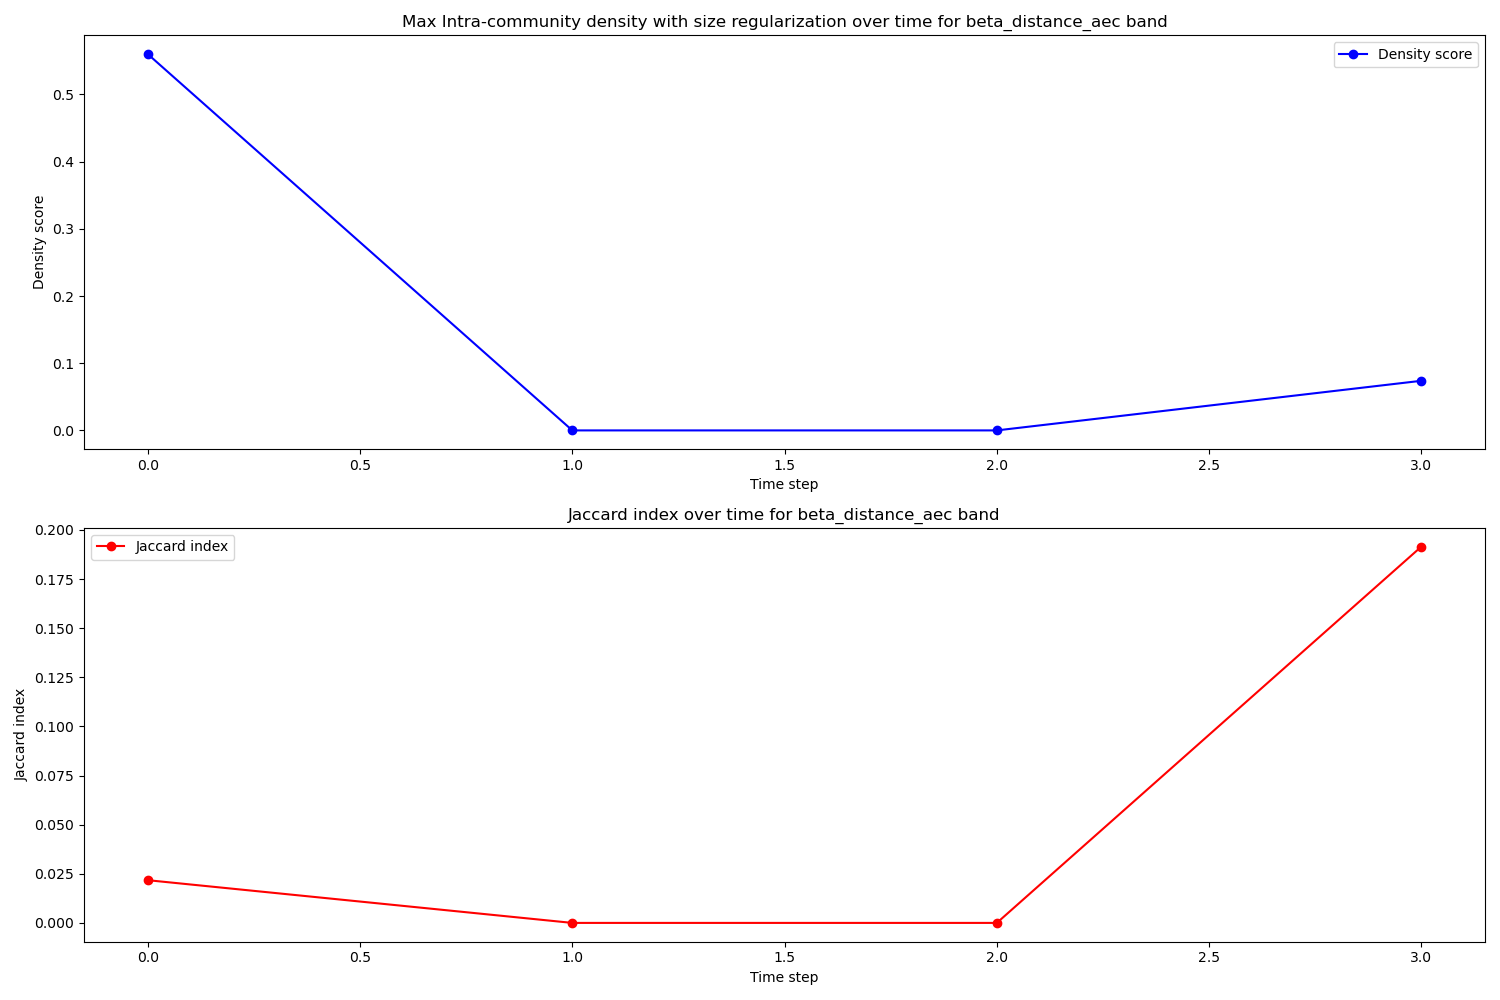 Max Intra-community density with size regularization over time for beta_distance_aec band
Density score
Density score
0.5
0.4
0.3
0.2
0.1
0.0
0.0 0.5 1.0 1.5 2.0 2.5 3.0
Time step
Jaccard index over time for beta_distance_aec band
Jaccard index
Jaccard index
0.200
0.175
0.150
0.125
0.100
0.075
0.050
0.025
0.000
0.0 0.5 1.0 1.5 2.0 2.5 3.0
Time step